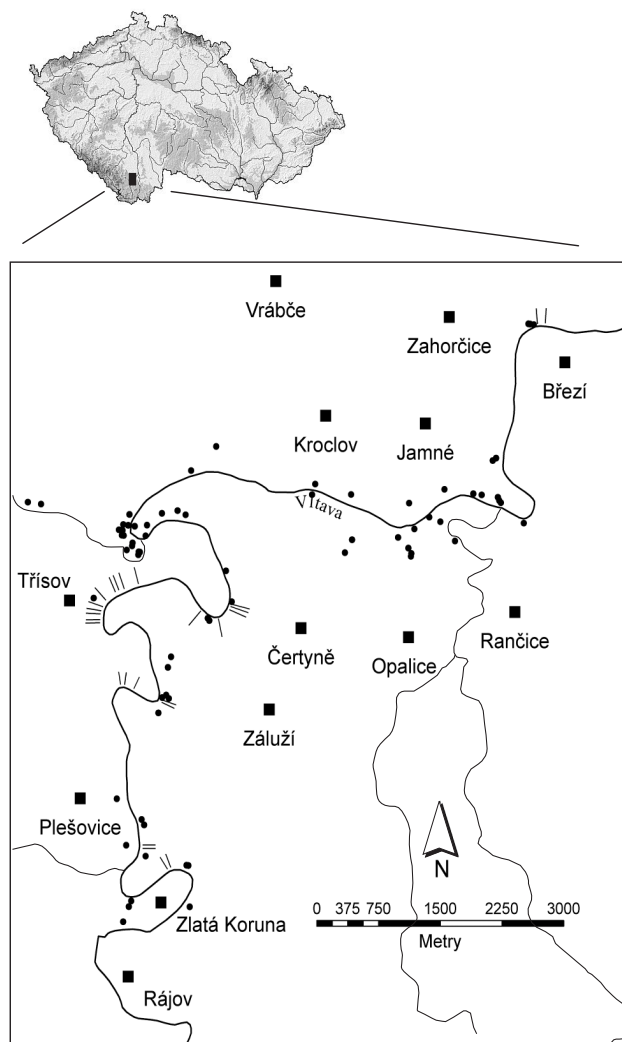 Vrábče
Zahorčice
Březí
Kroclov
Jamné
Vltava
Třísov
Čertyně
Opalice
Rančice
Záluží
Plešovice
N
Zlatá Koruna
0 375 750 1500 2250 3000
Metry
Rájov